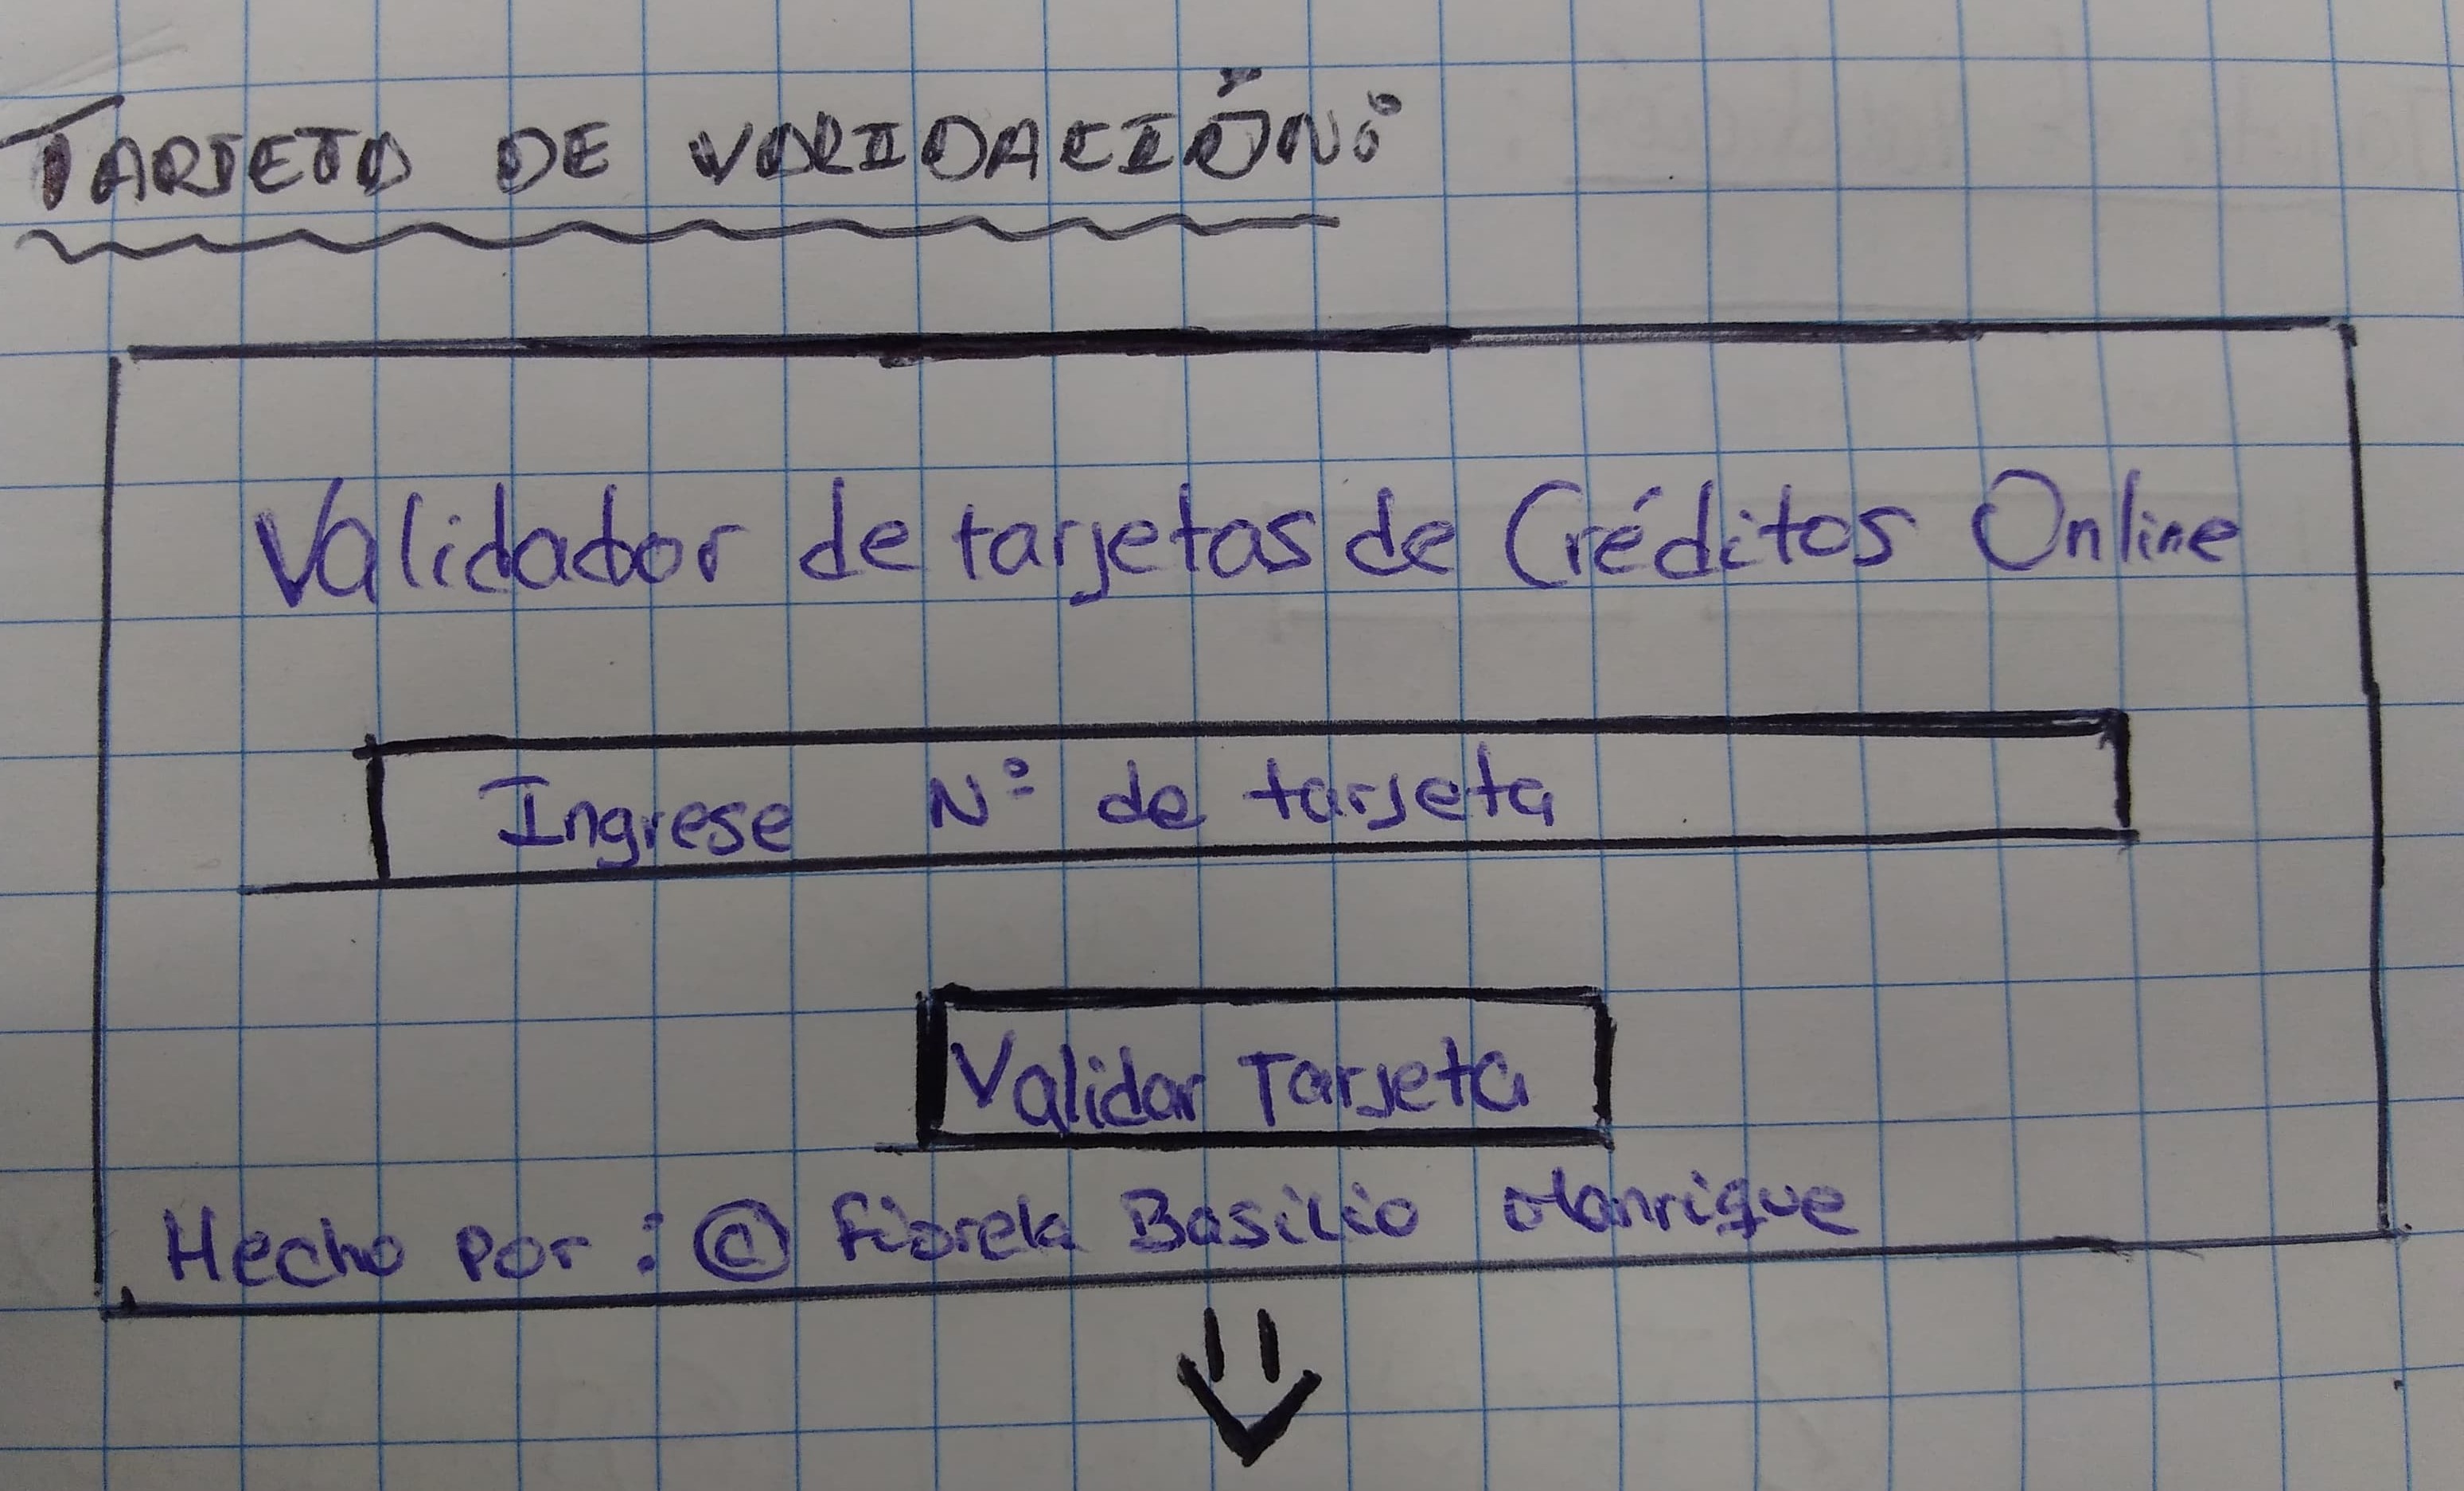 TARJETA DE VALIDACIÓN:
Validador de tarjetas de Créditos Online
Ingrese N° de tarjeta
Validar Tarjeta
Hecho por : © Fiorela Basilio Manrique